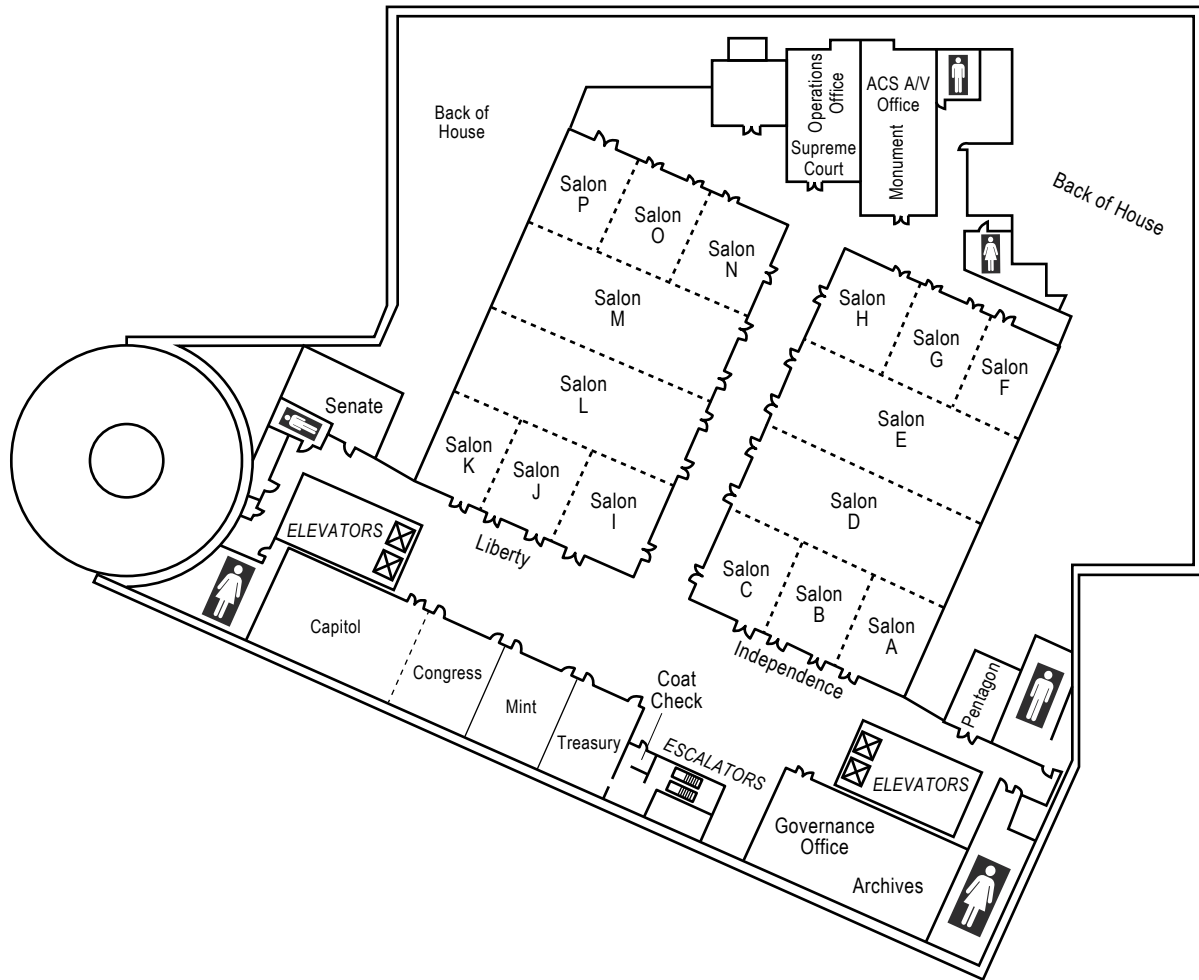 Back of
House
Operations
Office
Supreme
Court
ACS A/V
Office
Monument
Back of House
Salon
P
Salon
O
Salon
N
Salon
M
Salon
L
Salon
K
Salon
J
Salon
I
Liberty
Salon
H
Salon
G
Salon
F
Salon
E
Salon
D
Salon
C
Salon
B
Salon
A
Independence
Senate
ELEVATORS
Capitol
Congress
Mint
Treasury
Coat
Check
ESCALATORS
Pentagon
ELEVATORS
Governance
Office
Archives